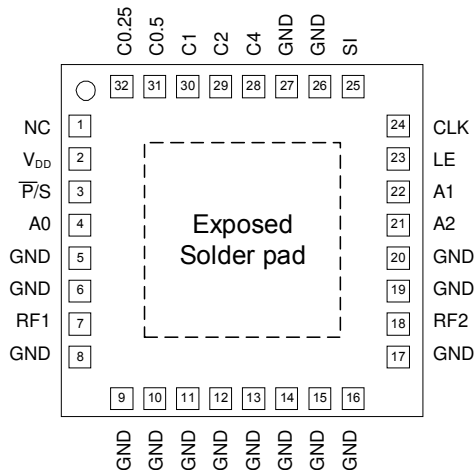 C0.25 C0.5 C1 C2 C4 GND GND SI
32 31 30 29 28 27 26 25
NC 1 24 CLK
VDD 2 23 LE
P̅/S 3 22 A1
A0 4 21 A2
GND 5 20 GND
GND 6 19 GND
RF1 7 18 RF2
GND 8 17 GND
Exposed
Solder pad
9 10 11 12 13 14 15 16
GND GND GND GND GND GND GND GND